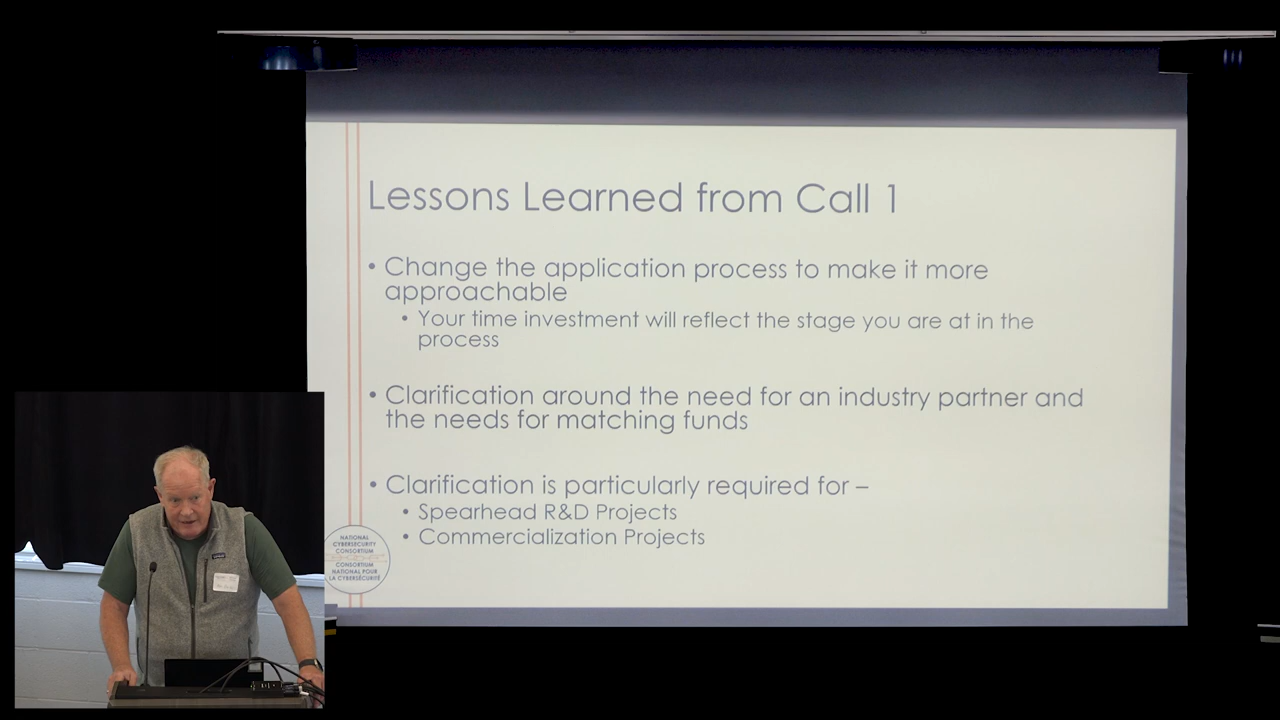 Lessons Learned from Call 1
• Change the application process to make it more
approachable
• Your time investment will reflect the stage you are at in the
process
• Clarification around the need for an industry partner and
the needs for matching funds
• Clarification is particularly required for –
• Spearhead R&D Projects
• Commercialization Projects
NATIONAL
CYBERSECURITY
CONSORTIUM
CONSORTIUM
NATIONAL POUR
LA CYBERSÉCURITÉ